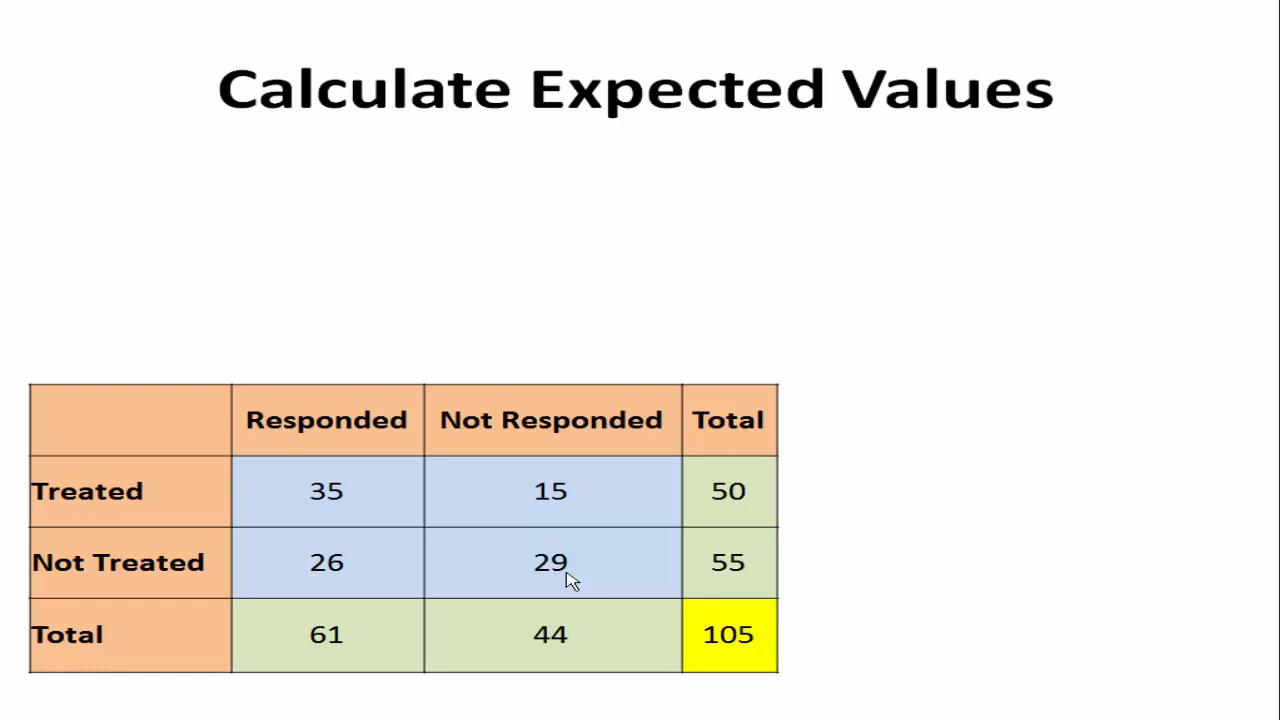 Calculate Expected Values
Responded Not Responded Total
Treated 35 15 50
Not Treated 26 29 55
Total 61 44 105